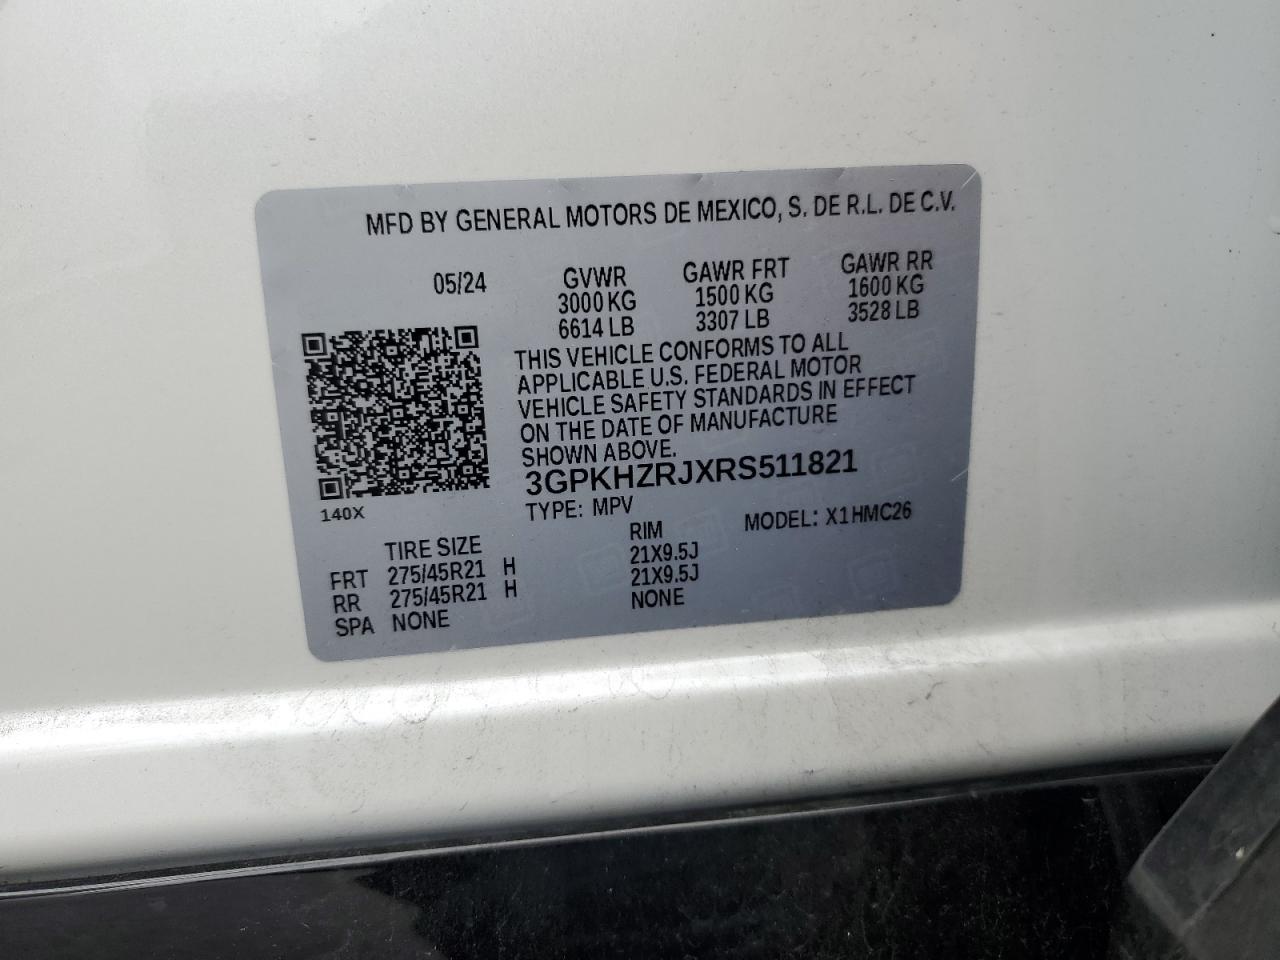 MFD BY GENERAL MOTORS DE MEXICO, S. DE R.L. DE C.V.
05/24 GVWR GAWR FRT GAWR RR
3000 KG 1500 KG 1600 KG
6614 LB 3307 LB 3528 LB
THIS VEHICLE CONFORMS TO ALL
APPLICABLE U.S. FEDERAL MOTOR
VEHICLE SAFETY STANDARDS IN EFFECT
ON THE DATE OF MANUFACTURE
SHOWN ABOVE.
3GPKHZRJXRS511821
140X TYPE: MPV MODEL: X1HMC26
TIRE SIZE RIM
FRT 275/45R21 H 21X9.5J
RR 275/45R21 H 21X9.5J
SPA NONE NONE